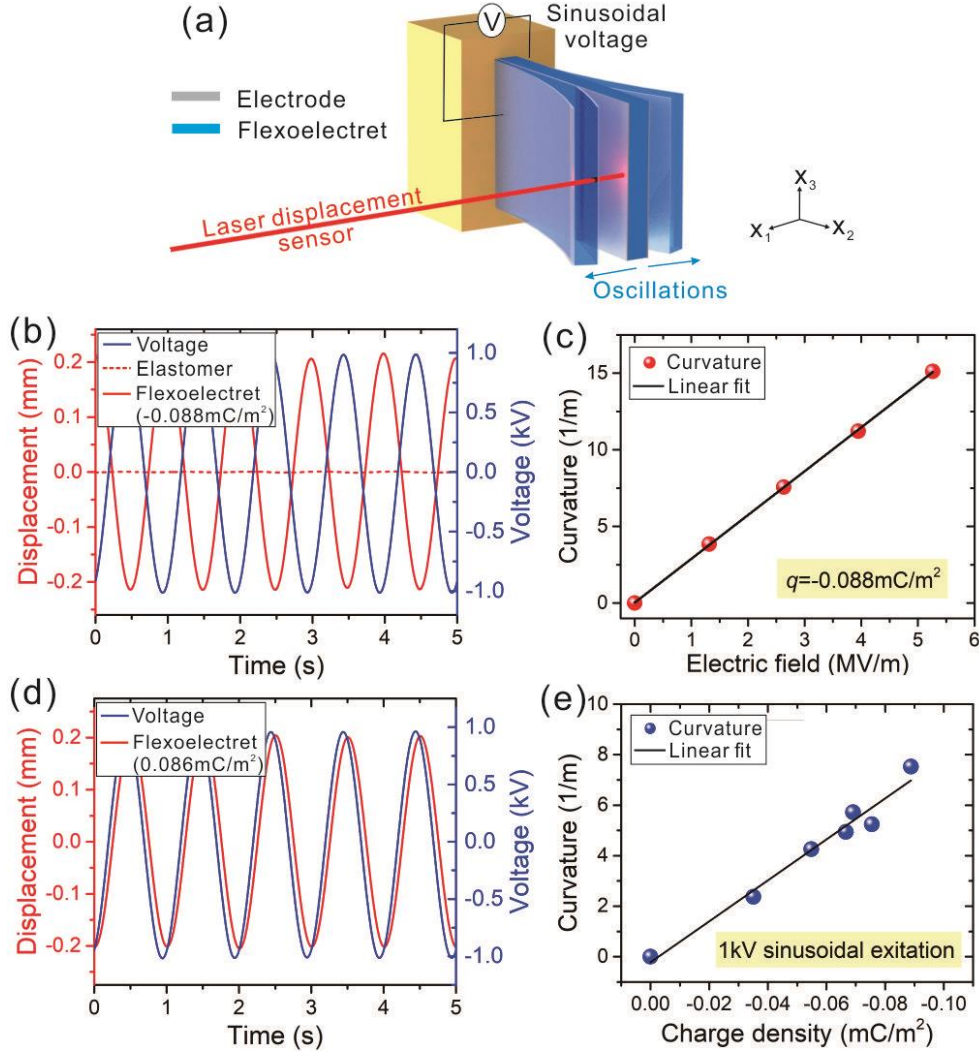 (a)
V
Sinusoidal
voltage
Electrode
Flexoelectret
Laser displacement
sensor
X3
X1
X2
Oscillations
(b)
Voltage
Elastomer
Flexoelectret
(-0.088mC/m²)
Displacement (mm)
0.2
0.1
0.0
-0.1
-0.2
Voltage (kV)
1.0
0.5
0.0
-0.5
-1.0
0 1 2 3 4 5
Time (s)
(c)
Curvature
Linear fit
Curvature (1/m)
15
10
5
0
q=-0.088mC/m²
0 1 2 3 4 5 6
Electric field (MV/m)
(d)
Voltage
Flexoelectret
(0.086mC/m²)
Displacement (mm)
0.2
0.1
0.0
-0.1
-0.2
Voltage (kV)
1.0
0.5
0.0
-0.5
-1.0
0 1 2 3 4 5
Time (s)
(e)
Curvature
Linear fit
Curvature (1/m)
10
8
6
4
2
0
1kV sinusoidal exitation
0.00 -0.02 -0.04 -0.06 -0.08 -0.10
Charge density (mC/m²)